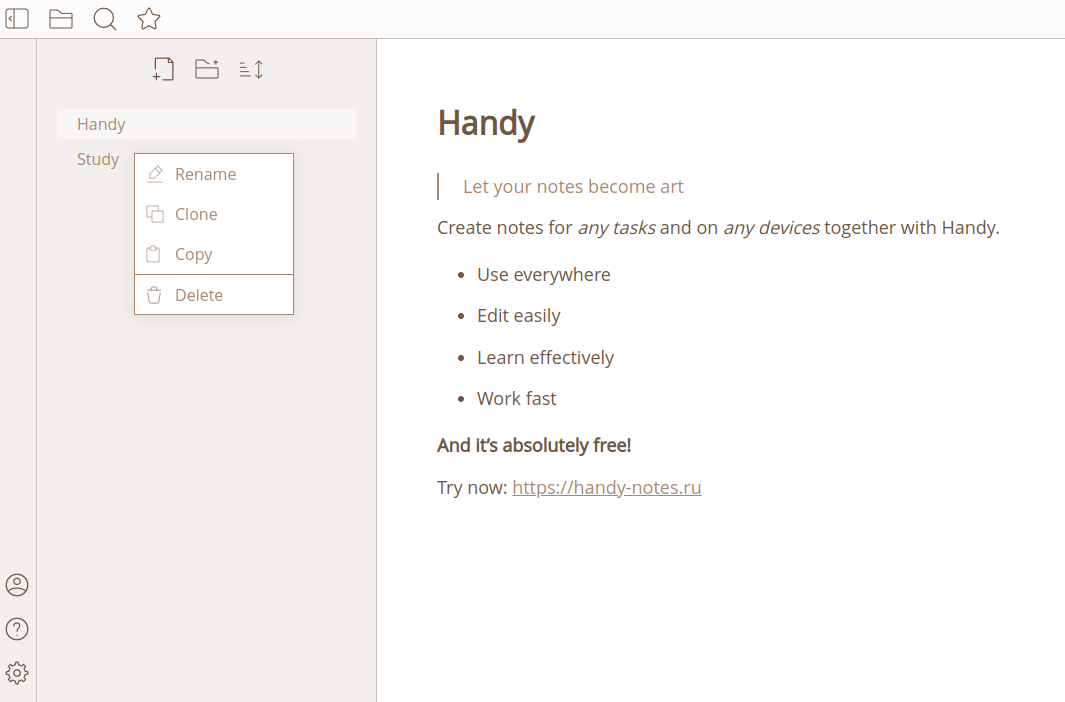 Handy
Study
Rename
Clone
Copy
Delete
Handy
Let your notes become art
Create notes for any tasks and on any devices together with Handy.
• Use everywhere
• Edit easily
• Learn effectively
• Work fast
And it's absolutely free!
Try now: https://handy-notes.ru